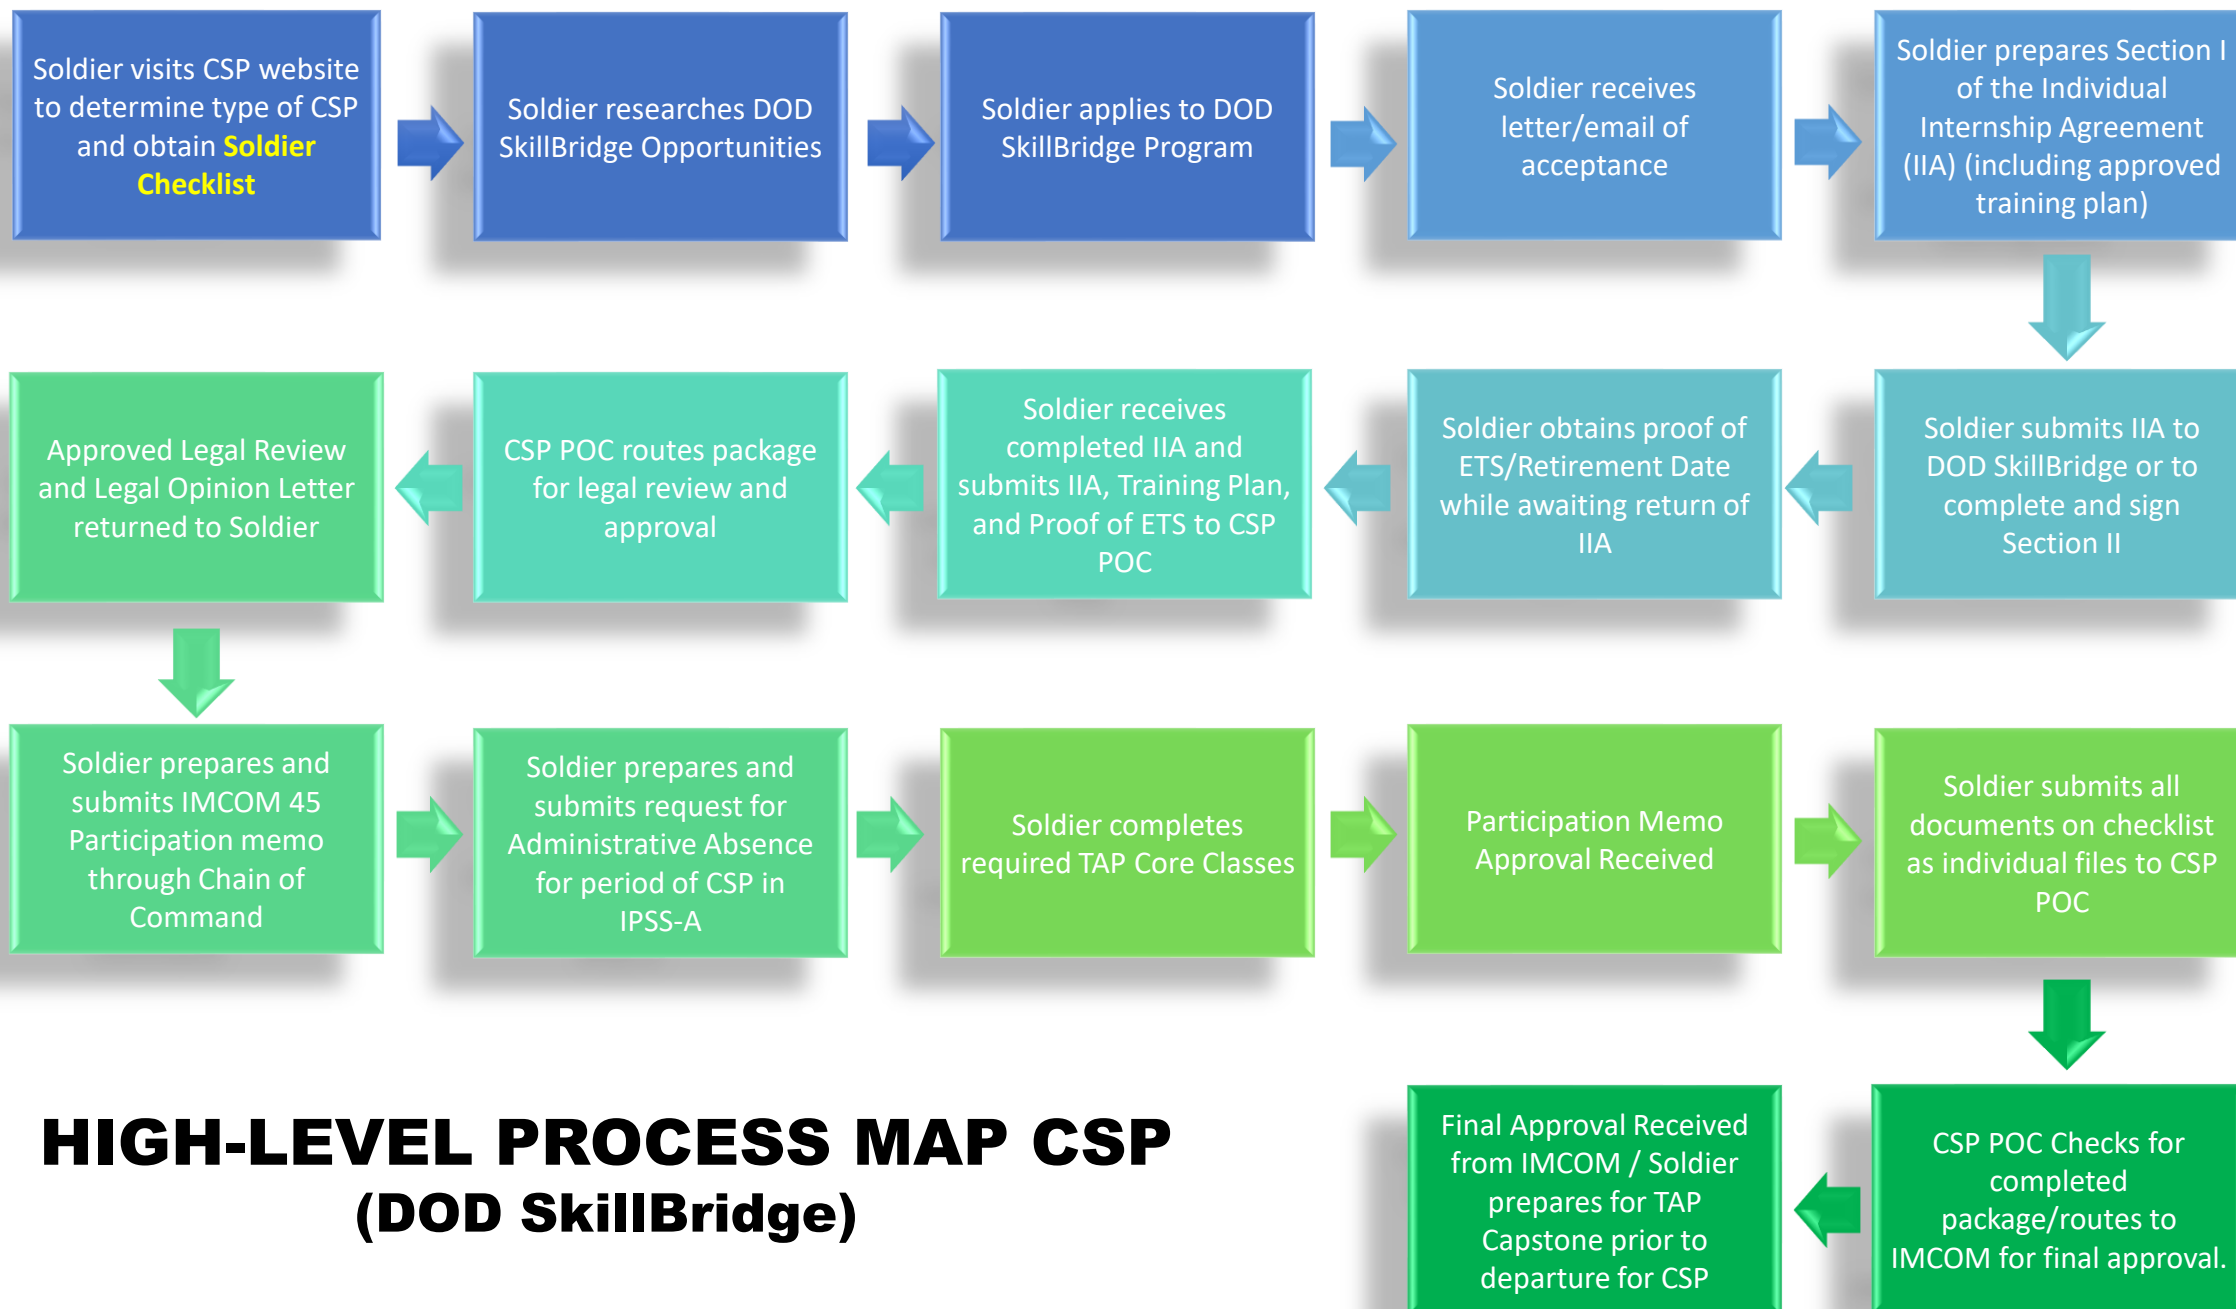 Soldier visits CSP website
to determine type of CSP
and obtain Soldier
Checklist
Soldier researches DOD
SkillBridge Opportunities
Soldier applies to DOD
SkillBridge Program
Soldier receives
letter/email of
acceptance
Soldier prepares Section I
of the Individual
Internship Agreement
(IIA) (including approved
training plan)
Soldier submits IIA to
DOD SkillBridge or to
complete and sign
Section II
Soldier obtains proof of
ETS/Retirement Date
while awaiting return of
IIA
Soldier receives
completed IIA and
submits IIA, Training Plan,
and Proof of ETS to CSP
POC
CSP POC routes package
for legal review and
approval
Approved Legal Review
and Legal Opinion Letter
returned to Soldier
Soldier prepares and
submits IMCOM 45
Participation memo
through Chain of
Command
Soldier prepares and
submits request for
Administrative Absence
for period of CSP in
IPSS-A
Soldier completes
required TAP Core Classes
Participation Memo
Approval Received
Soldier submits all
documents on checklist
as individual files to CSP
POC
CSP POC Checks for
completed
package/routes to
IMCOM for final approval.
Final Approval Received
from IMCOM / Soldier
prepares for TAP
Capstone prior to
departure for CSP
HIGH-LEVEL PROCESS MAP CSP
(DOD SkillBridge)